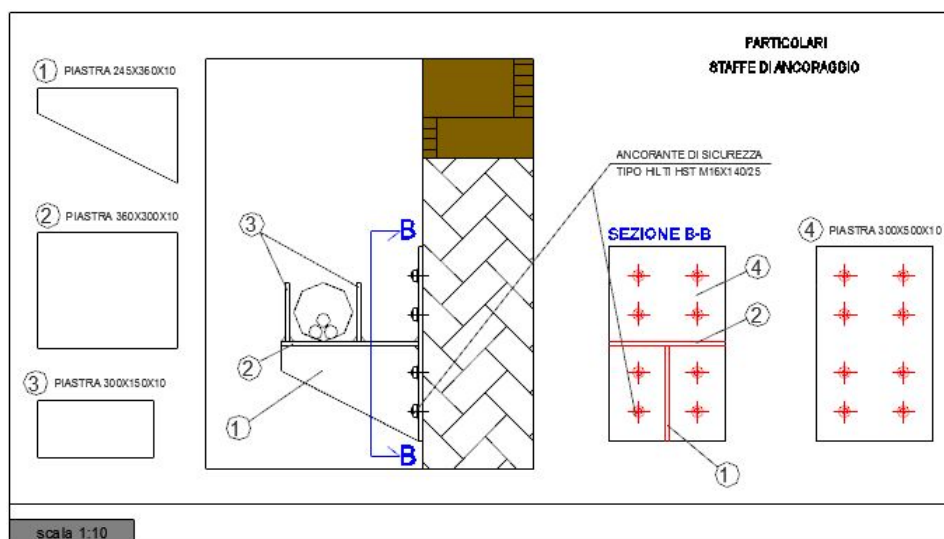 PARTICOLARI
STAFFE DI ANCORAGGIO
1 PIASTRA 245X360X10
2 PIASTRA 360X300X10
3 PIASTRA 300X150X10
3
B
2
1
B
ANCORANTE DI SICUREZZA
TIPO HILTI HST M16X140/25
SEZIONE B-B
4
2
1
4 PIASTRA 300X500X10
scala 1:10